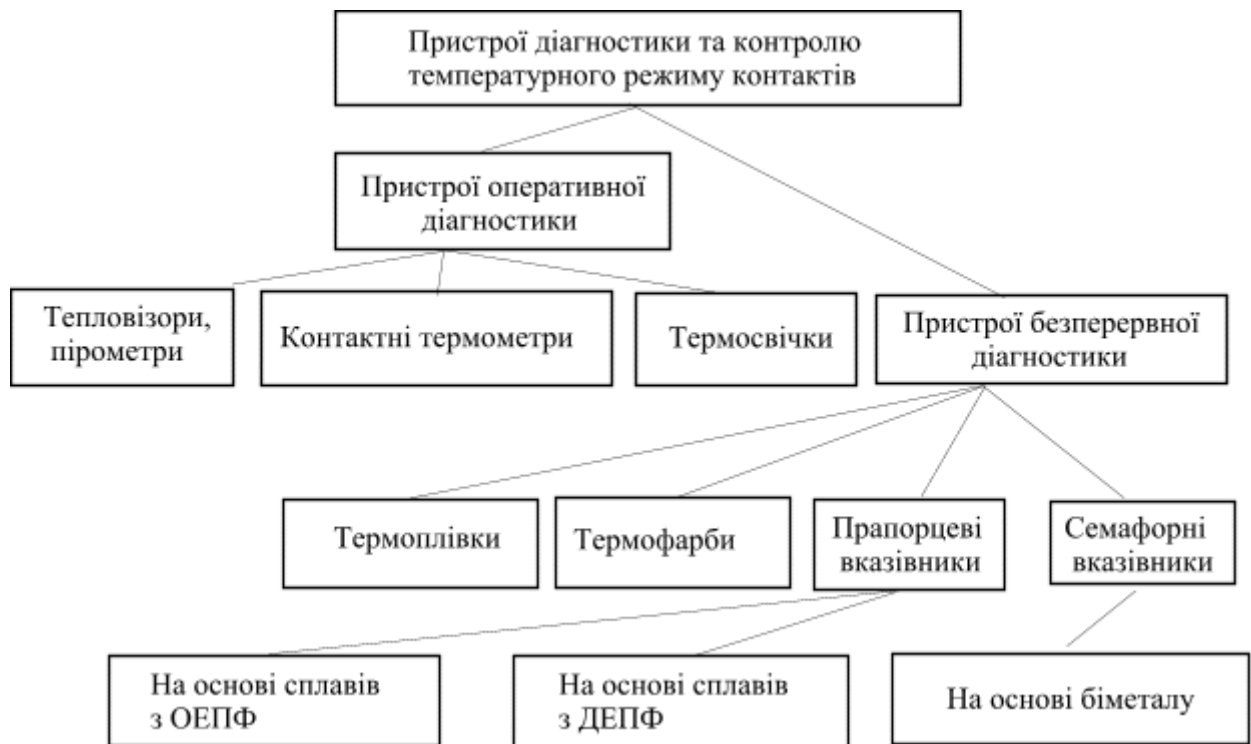 Пристрої діагностики та контролю
температурного режиму контактів
Пристрої оперативної
діагностики
Тепловізори,
пірометри
Контактні термометри
Термосвічки
Пристрої безперервної
діагностики
Термоплівки
Термофарби
Прапорцеві
вказівники
Семафорні
вказівники
На основі сплавів
з ОЕПФ
На основі сплавів
з ДЕПФ
На основі біметалу